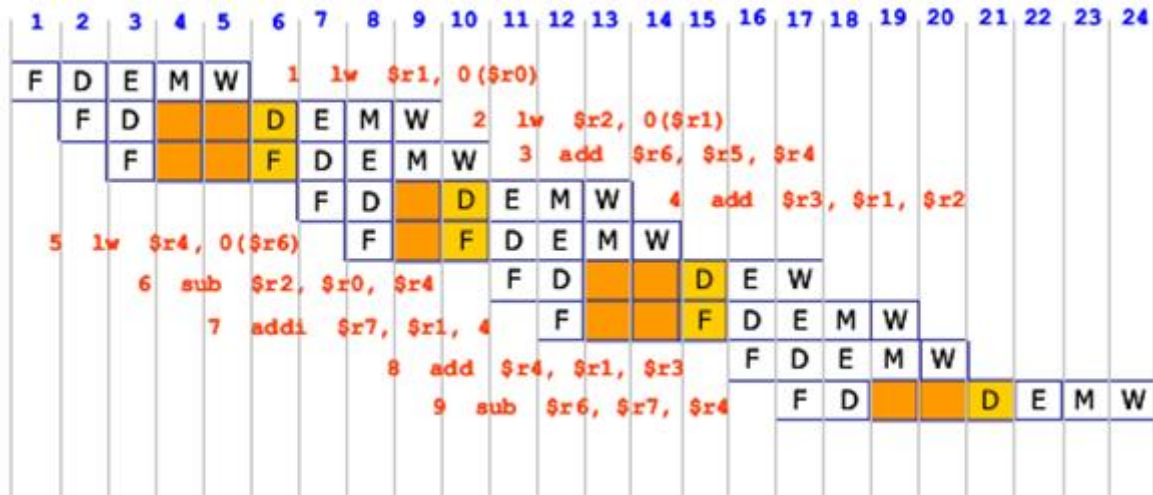 1 2 3 4 5 6 7 8 9 10 11 12 13 14 15 16 17 18 19 20 21 22 23 24
F D E M W 1 lw $r1, 0($r0)
F D D E M W 2 lw $r2, 0($r1)
F F D E M W 3 add $r6, $r5, $r4
F D D E M W 4 add $r3, $r1, $r2
5 lw $r4, 0($r6) F F D E M W
6 sub $r2, $r0, $r4 F D D E W
7 addi $r7, $r1, 4 F F D E M W
8 add $r4, $r1, $r3 F D E M W
9 sub $r6, $r7, $r4 F D D E M W